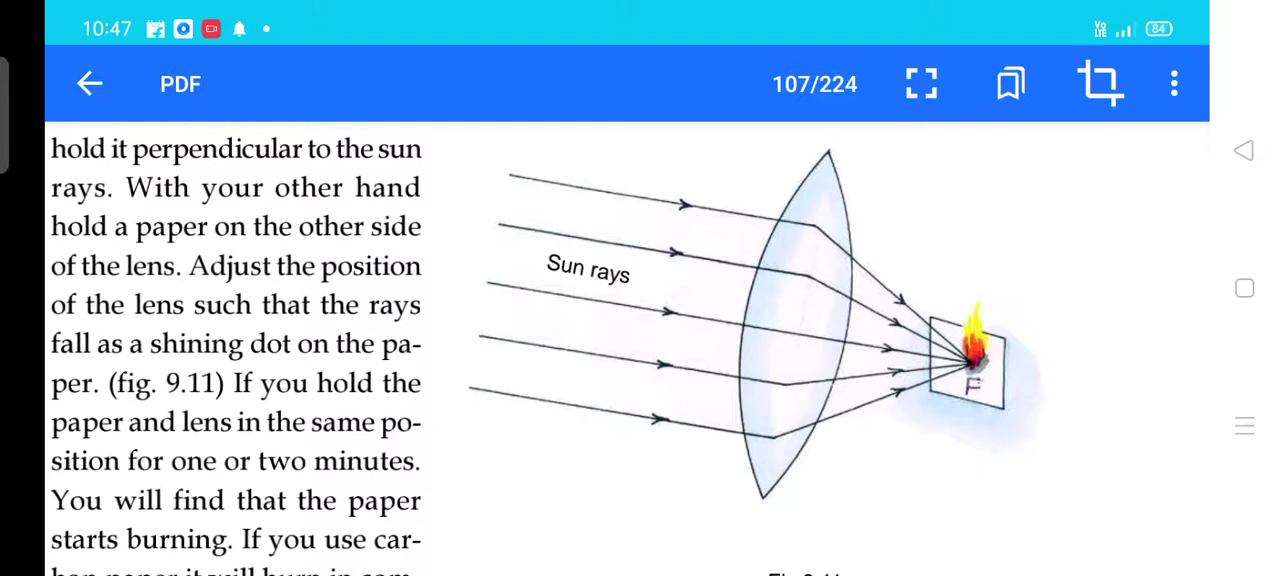 10:47
Vo
LTE
84
PDF
107/224
hold it perpendicular to the sun
rays. With your other hand
hold a paper on the other side
of the lens. Adjust the position
of the lens such that the rays
fall as a shining dot on the pa-
per. (fig. 9.11) If you hold the
paper and lens in the same po-
sition for one or two minutes.
You will find that the paper
starts burning. If you use car-
Sun rays
F